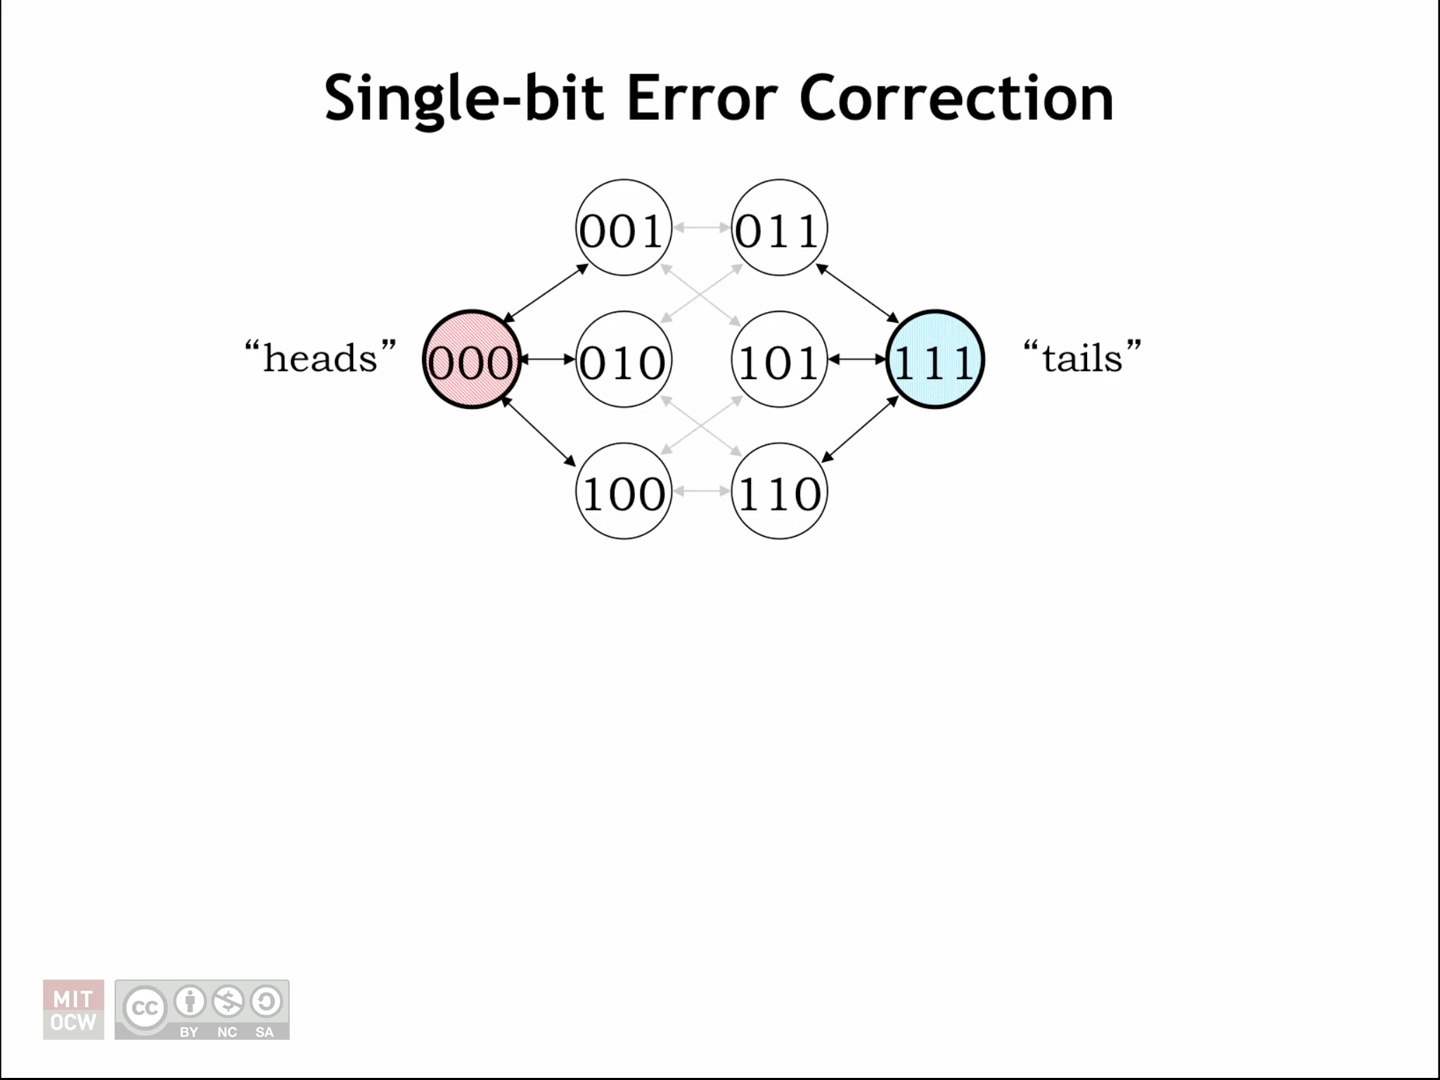 Single-bit Error Correction
001 011
“heads” 000 010 101 111 “tails”
100 110
MIT
OCW
cc
BY NC SA